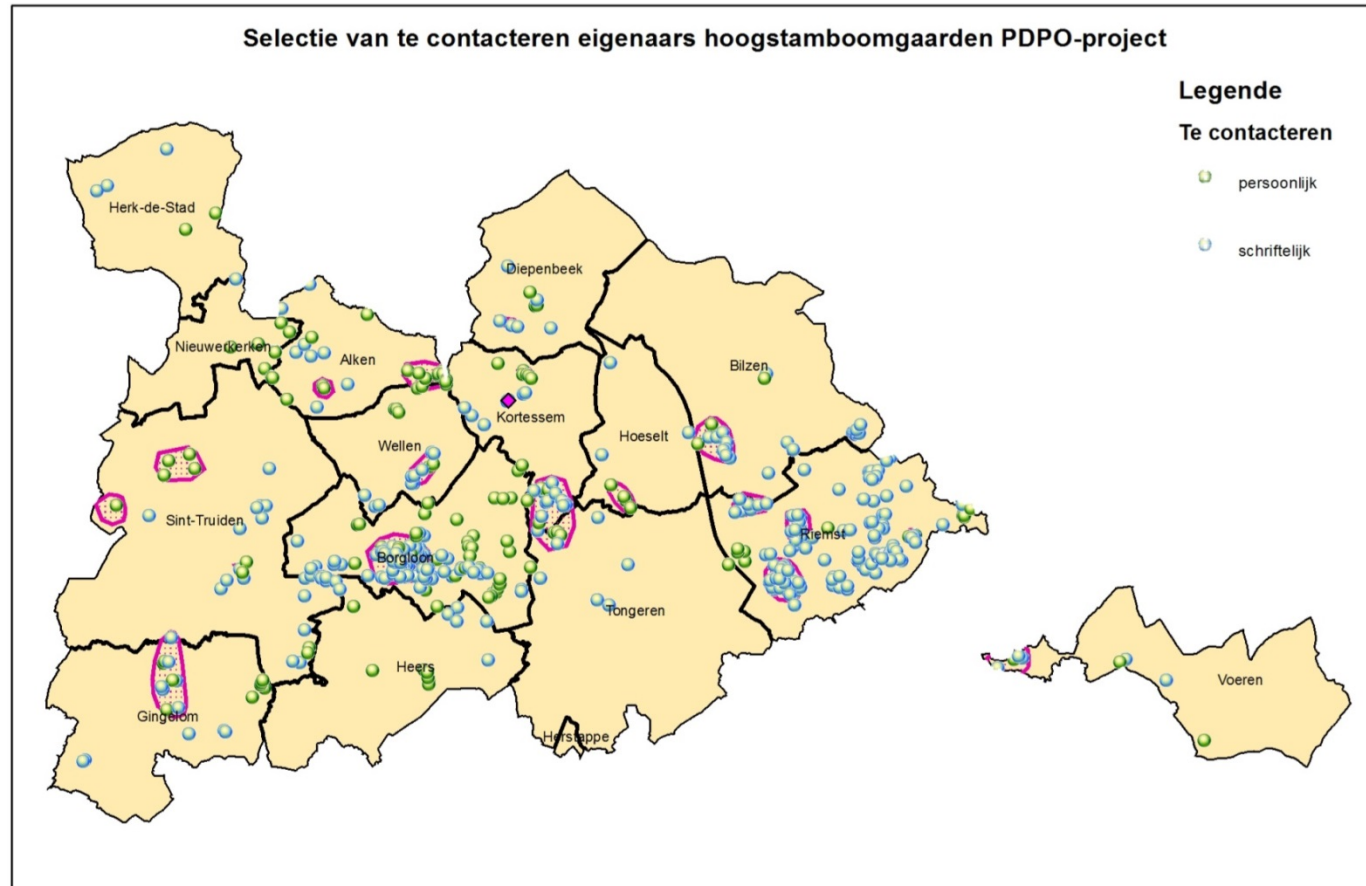 Selectie van te contacteren eigenaars hoogstamboomgaarden PDPO-project
Legende
Te contacteren
persoonlijk
schriftelijk
Herk-de-Stad
Diepenbeek
Nieuwerkerken
Alken
Bilzen
Kortessem
Hoeselt
Wellen
Sint-Truiden
Riemst
Borgloon
Tongeren
Heers
Voeren
Gingelom
Herstappe